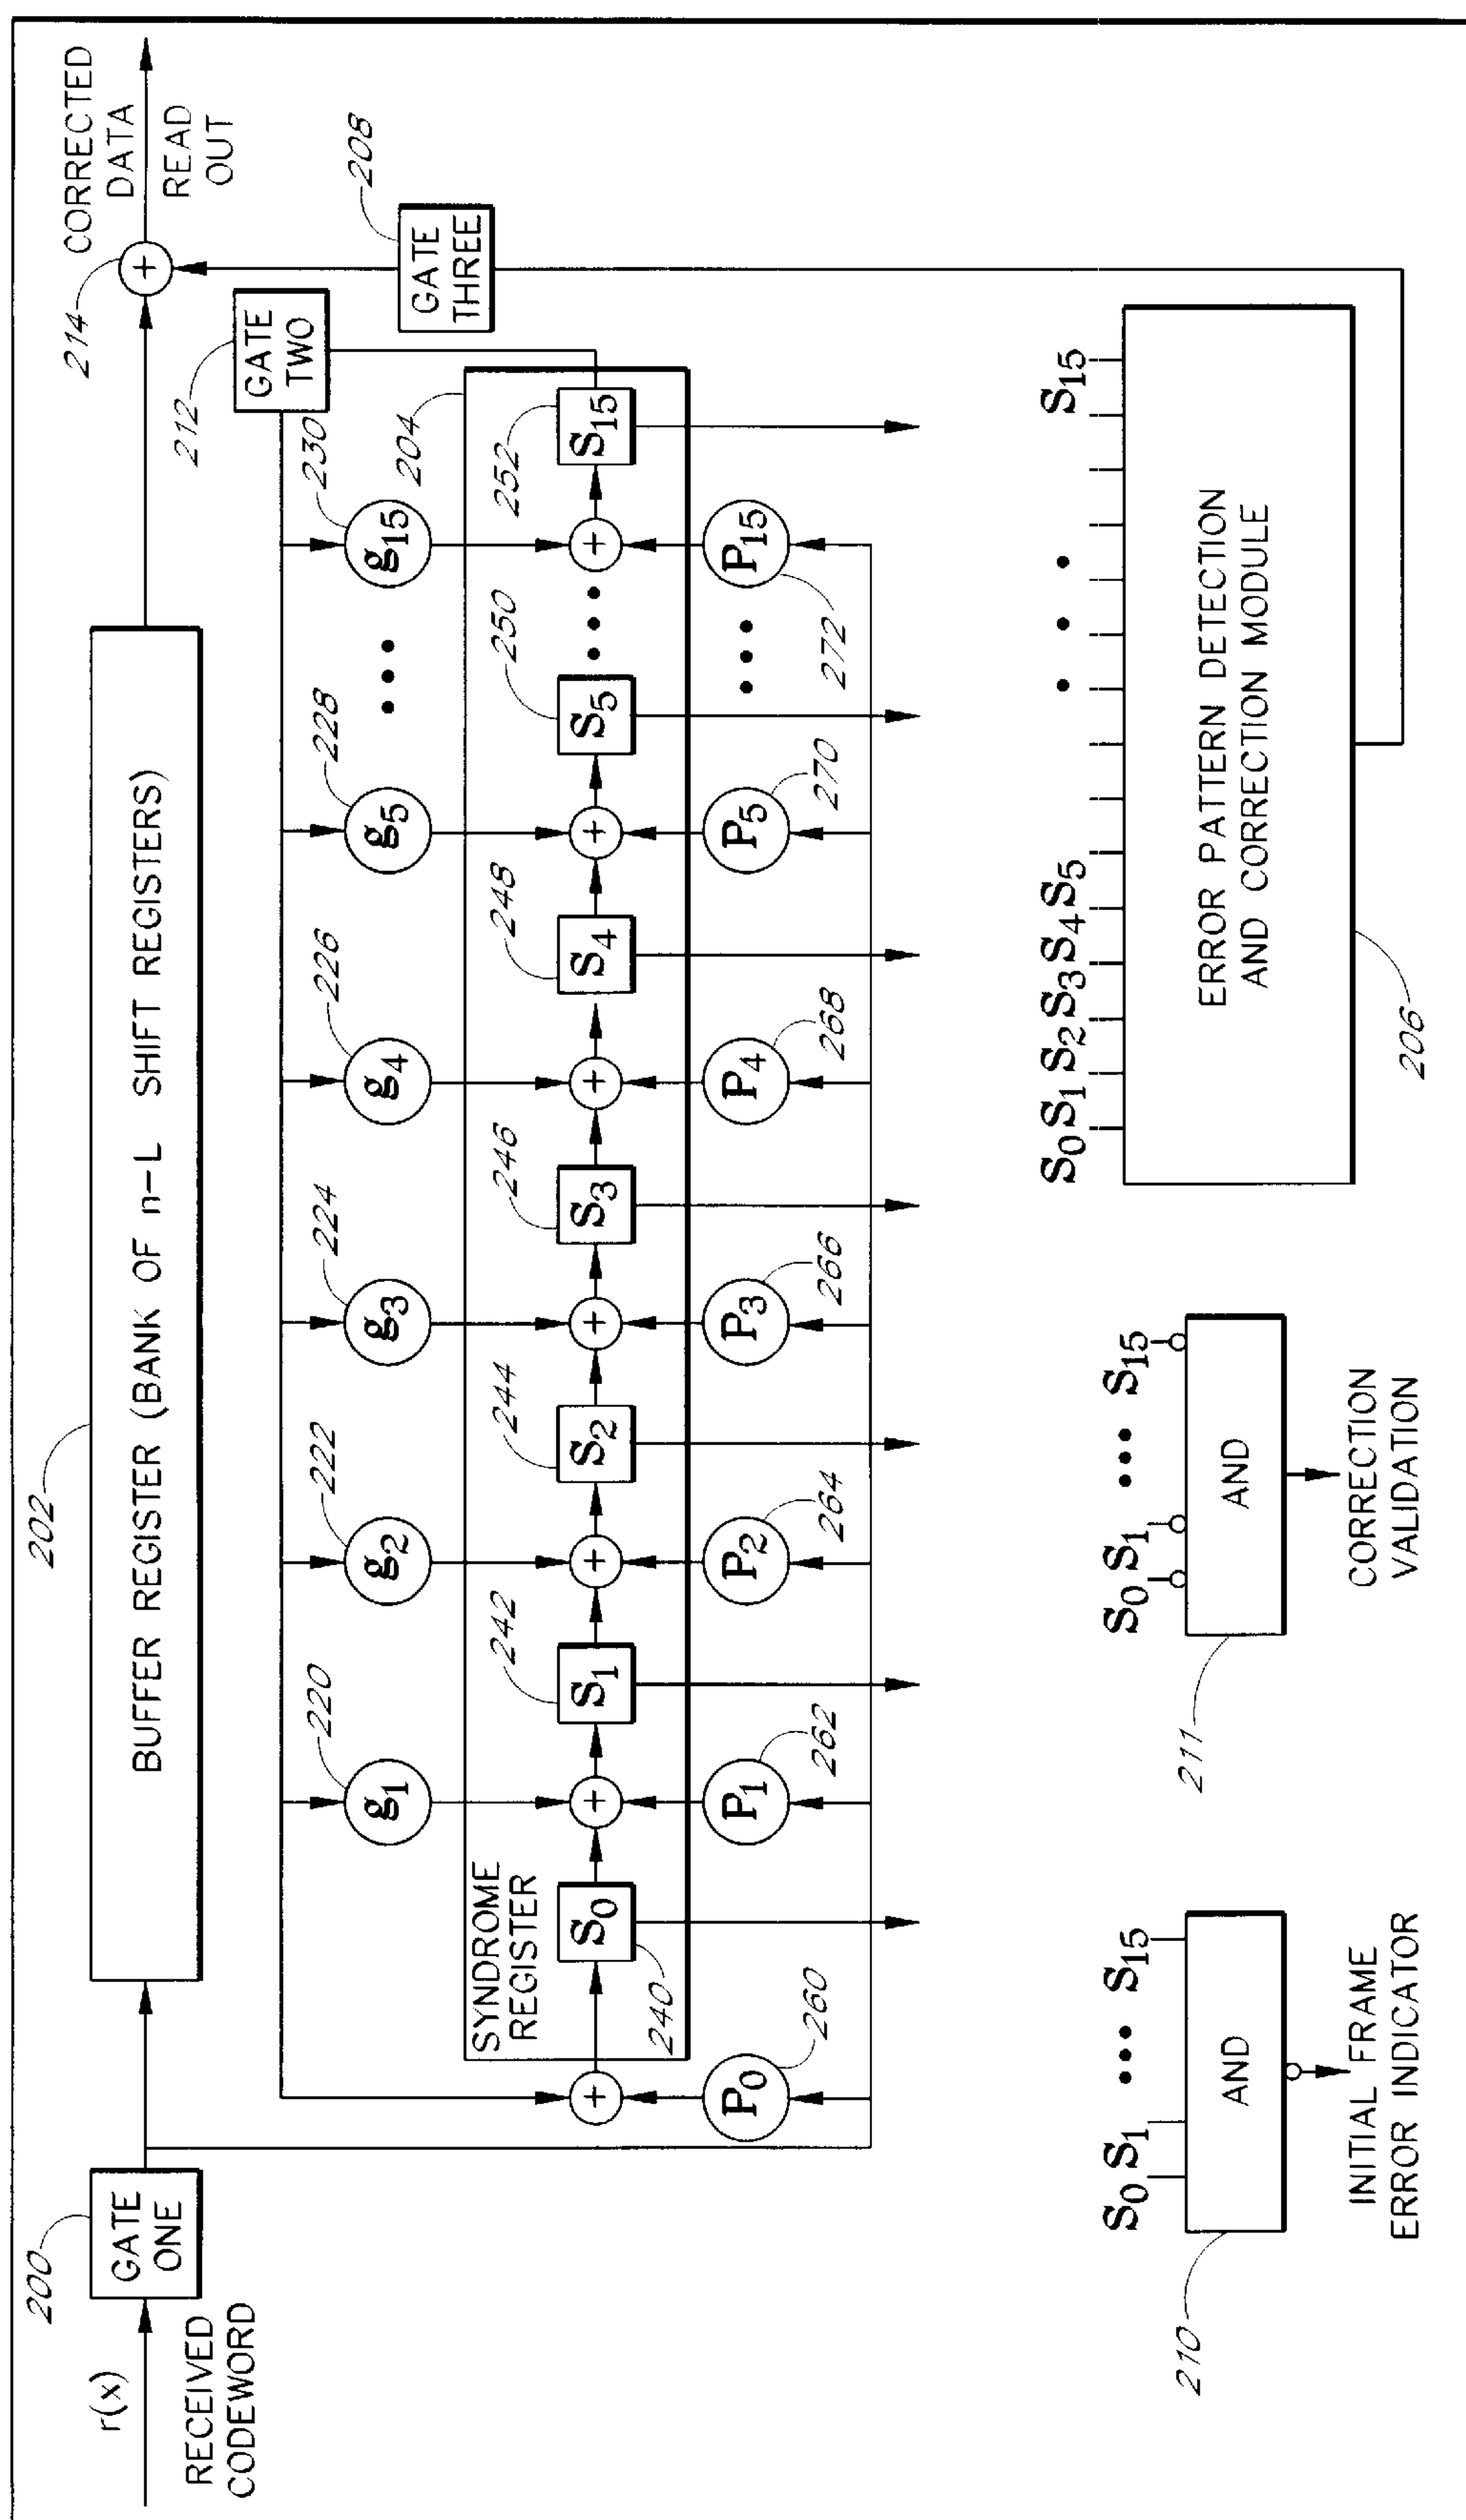 r(x)
RECEIVED
CODEWORD
200
GATE
ONE
202
BUFFER REGISTER (BANK OF n-L SHIFT REGISTERS)
214
CORRECTED
DATA
READ
OUT
212
GATE
TWO
208
GATE
THREE
220
222
224
226
228
230
g1
g2
g3
g4
g5
• • •
g15
204
SYNDROME
REGISTER
242
244
246
248
250
252
+
S0
+
S1
+
S2
+
S3
+
S4
+
S5
• • •
+
S15
240
P0
P1
P2
P3
P4
P5
• • •
P15
260
262
264
266
268
270
272
S0 S1 • • • S15
AND
210
INITIAL FRAME
ERROR INDICATOR
S0 S1 • • • S15
AND
211
CORRECTION
VALIDATION
S0 S1 S2 S3 S4 S5 • • • S15
ERROR PATTERN DETECTION
AND CORRECTION MODULE
206